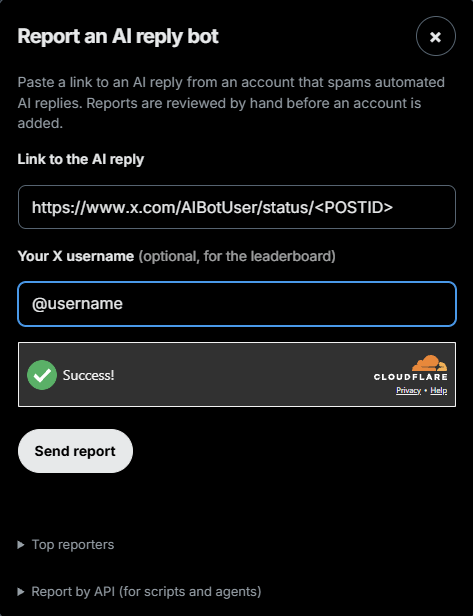 Report an AI reply bot
×
Paste a link to an AI reply from an account that spams automated
AI replies. Reports are reviewed by hand before an account is
added.
Link to the AI reply
https://www.x.com/AIBotUser/status/<POSTID>
Your X username (optional, for the leaderboard)
@username
Success!
CLOUDFLARE
Privacy • Help
Send report
▶ Top reporters
▶ Report by API (for scripts and agents)